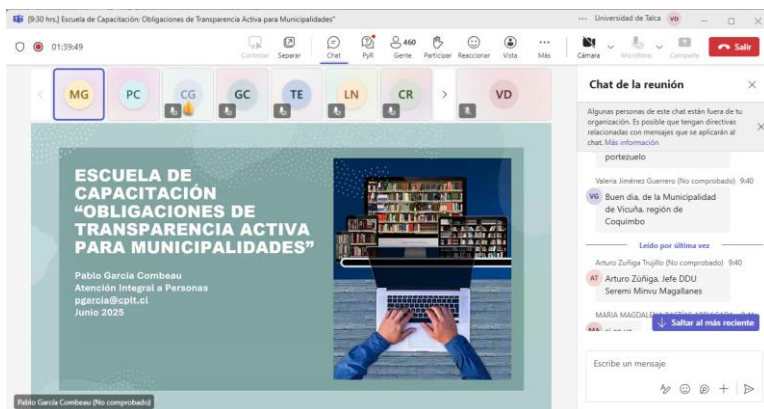 [9:30 hrs.] Escuela de Capacitación: Obligaciones de Transparencia Activa para Municipalidades"
Universidad de Talca
VD
01:39:49
Controlar
Separar
Chat
PyR
460
Gente
Participar
Reaccionar
Vista
Más
Cámara
Micrófono
Compartir
Salir
MG
PC
CG
GC
TE
LN
CR
VD
ESCUELA DE
CAPACITACIÓN
“OBLIGACIONES DE
TRANSPARENCIA ACTIVA
PARA MUNICIPALIDADES”
Pablo García Combeau
Atención Integral a Personas
pgarcia@cplt.cl
Junio 2025
Pablo García Combeau (No comprobado)
Chat de la reunión
Algunas personas de este chat están fuera de tu
organización. Es posible que tengan directivas
relacionadas con mensajes que se aplicarán al
chat. Más información
portezuelo
Valeria Jiménez Guerrero (No comprobado) 9:40
VG
Buen dia, de la Municipalidad
de Vicuña, región de
Coquimbo
Leído por última vez
Arturo Zuñiga Trujillo (No comprobado) 9:40
AT
Arturo Zúñiga, Jefe DDU
Seremi Minvu Magallanes
MARIA
MA
Saltar al más reciente
Escribe un mensaje